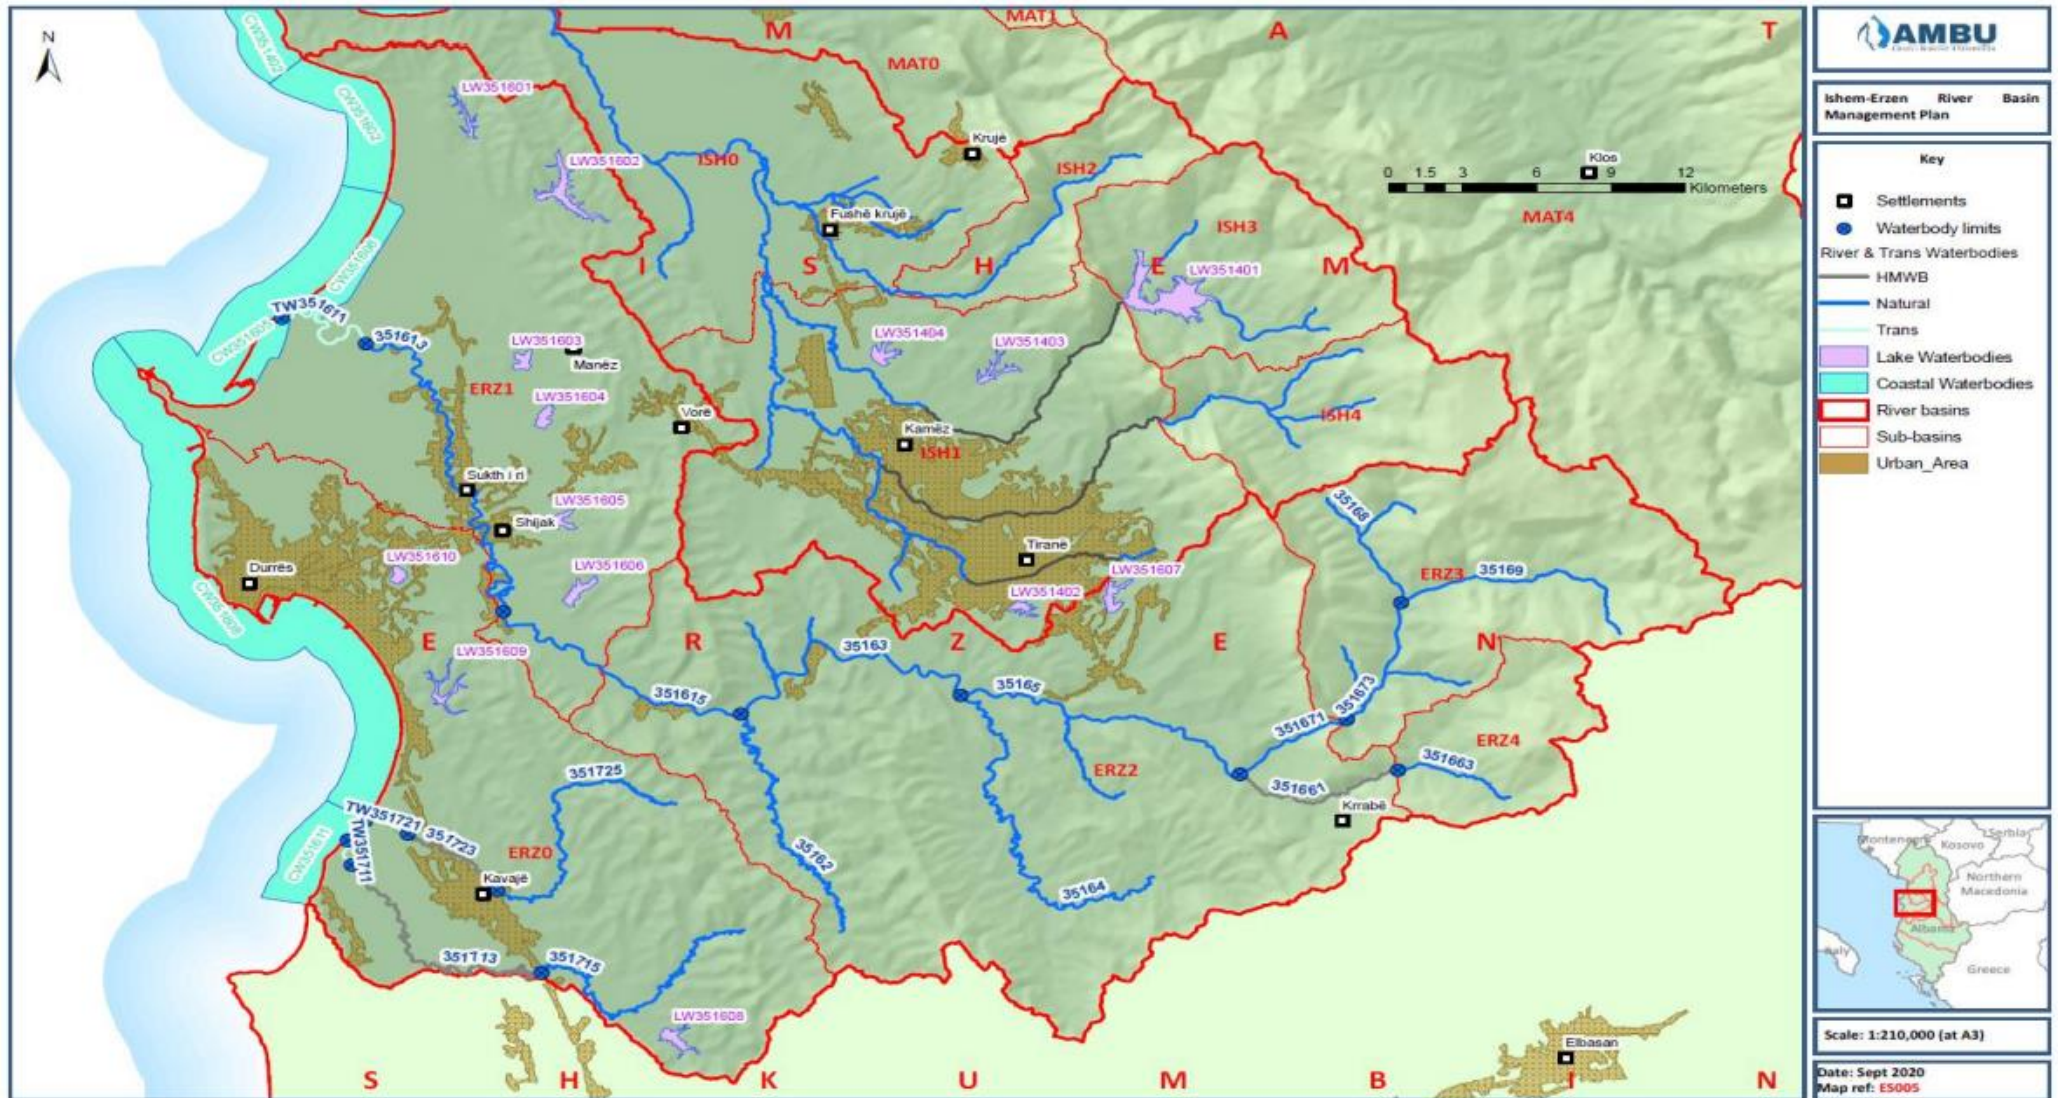 N
M A T
MAT1
MAT0
CW351402
CW351602
LW351601
LW351602
Krujë
ISH0
ISH2
Klos
0 1.5 3 6 9 12
Kilometers
MAT4
ISH3
Fushë krujë
I S H E M
LW351401
TW351611
351613
LW351603
Manëz
LW351404
LW351403
ERZ1
LW351604
Vorë
Kamëz
ISH1
ISH4
Sukth i ri
LW351605
Shijak
35168
Tiranë
LW351610
Durrës
LW351606
LW351402
LW351607
ERZ3
35169
E R Z E N
LW351609
35163
351615
35165
351671
351673
ERZ4
351663
ERZ2
351661
Krrabë
351725
TW351721
351723
TW351711
CW351611
ERZ0
Kavajë
35162
35164
351713
351715
LW351608
Elbasan
S H K U M B I N
AMBU
Ishem-Erzen River Basin
Management Plan
Key
Settlements
Waterbody limits
River & Trans Waterbodies
HMWB
Natural
Trans
Lake Waterbodies
Coastal Waterbodies
River basins
Sub-basins
Urban_Area
Montenegro
Serbia
Kosovo
Northern
Macedonia
Albania
Italy
Greece
Scale: 1:210,000 (at A3)
Date: Sept 2020
Map ref: ES005